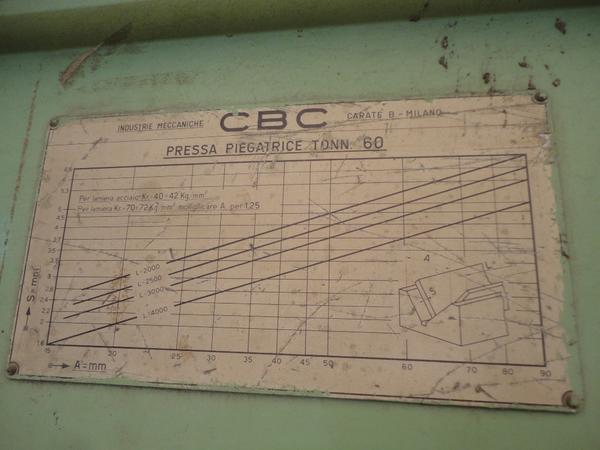 INDUSTRIE MECCANICHE CBC CARATE B - MILANO
PRESSA PIEGATRICE TONN. 60
Per lamiera acciaio Kr.=40÷42 Kg/mm²
Per lamiera Kr.=70÷72 Kg/mm² moltiplicare A per 1,25
L=2000
L=2500
L=3000
L=4000
A
S
S=mm
15 20 25 30 35 40 45 50 60 70 80 90
A=mm